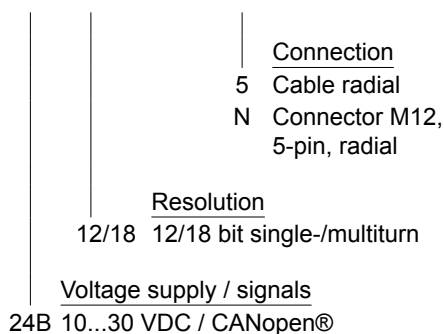 Connection
5 Cable radial
N Connector M12,
5-pin, radial
Resolution
12/18 12/18 bit single-/multiturn
Voltage supply / signals
24B 10...30 VDC / CANopen®